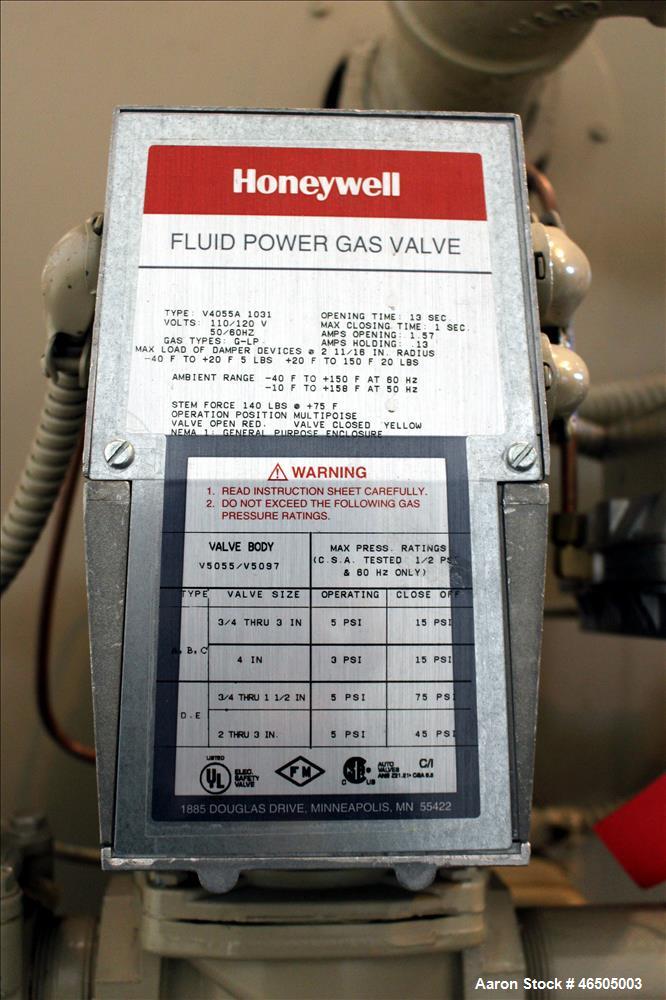 HARD
Honeywell
FLUID POWER GAS VALVE
TYPE: V4055A 1031
VOLTS: 110/120 V
50/60HZ
GAS TYPES: G-LP
OPENING TIME: 13 SEC.
MAX CLOSING TIME: 1 SEC.
AMPS OPENING: 1.57
AMPS HOLDING: .13
MAX LOAD OF DAMPER DEVICES @ 2 11/16 IN. RADIUS
-40 F TO +20 F 5 LBS +20 F TO 150 F 20 LBS
AMBIENT RANGE -40 F TO +150 F AT 60 HZ
-10 F TO +158 F AT 50 HZ
STEM FORCE 140 LBS @ +75 F
OPERATION POSITION MULTIPOISE
VALVE OPEN RED. VALVE CLOSED YELLOW
NEMA 1: GENERAL PURPOSE ENCLOSURE
WARNING
1. READ INSTRUCTION SHEET CAREFULLY.
2. DO NOT EXCEED THE FOLLOWING GAS
PRESSURE RATINGS.
VALVE BODY
V5055/V5097
MAX PRESS. RATINGS
(C.S.A. TESTED 1/2 PSI
& 60 HZ ONLY)
TYPE VALVE SIZE OPERATING CLOSE OFF
A, B, C
3/4 THRU 3 IN 5 PSI 15 PSI
4 IN 3 PSI 15 PSI
D.E
3/4 THRU 1 1/2 IN 5 PSI 75 PSI
2 THRU 3 IN. 5 PSI 45 PSI
LISTED
UL
ELEC.
SAFETY
VALVE
FM
C US
AUTO
VALVES
C/I
1885 DOUGLAS DRIVE, MINNEAPOLIS, MN 55422
Aaron Stock # 46505003